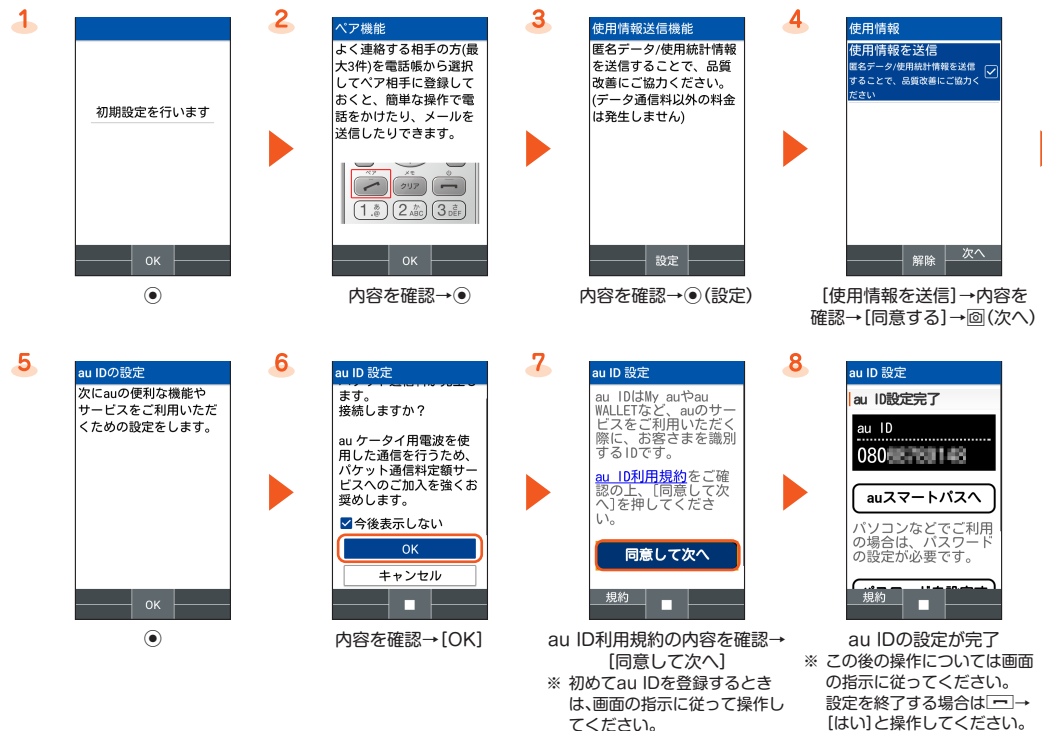 1
初期設定を行います
OK
◉
2
ペア機能
よく連絡する相手の方(最
大3件)を電話帳から選択
してペア相手に登録して
おくと、簡単な操作で電
話をかけたり、メールを
送信したりできます。
ペア メモ
クリア
1 あ .@ 2 か ABC 3 さ DEF
OK
内容を確認→◉
3
使用情報送信機能
匿名データ/使用統計情報
を送信することで、品質
改善にご協力ください。
(データ通信料以外の料金
は発生しません)
設定
内容を確認→◉(設定)
4
使用情報
使用情報を送信
匿名データ/使用統計情報を送信
することで、品質改善にご協力く
ださい
解除 次へ
[使用情報を送信]→内容を
確認→[同意する]→(次へ)
5
au IDの設定
次にauの便利な機能や
サービスをご利用いただ
くための設定をします。
OK
◉
6
au ID 設定
ます。
接続しますか？
au ケータイ用電波を使
用した通信を行うため、
パケット通信料定額サー
ビスへのご加入を強くお
奨めします。
今後表示しない
OK
キャンセル
内容を確認→[OK]
7
au ID 設定
au IDはMy auやau
WALLETなど、auのサー
ビスをご利用いただく
際に、お客さまを識別
するIDです。
au ID利用規約をご確
認の上、[同意して次
へ]を押してくださ
い。
同意して次へ
規約
au ID利用規約の内容を確認→
[同意して次へ]
※ 初めてau IDを登録するとき
は、画面の指示に従って操作し
てください。
8
au ID 設定
au ID設定完了
au ID
080
auスマートパスへ
パソコンなどでご利用
の場合は、パスワード
の設定が必要です。
規約
au IDの設定が完了
※ この後の操作については画面
の指示に従ってください。
設定を終了する場合は→
[はい]と操作してください。